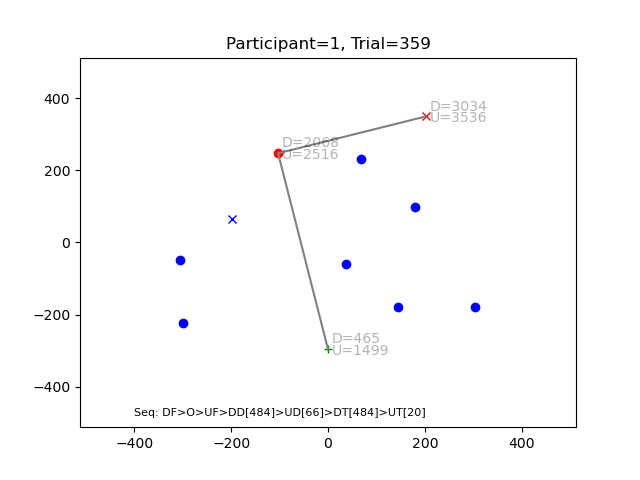 Participant=1, Trial=359
400
200
0
−200
−400
D=3034
U=3536
D=2068
U=2516
D=465
U=1499
Seq: DF>O>UF>DD[484]>UD[66]>DT[484]>UT[20]
−400 −200 0 200 400